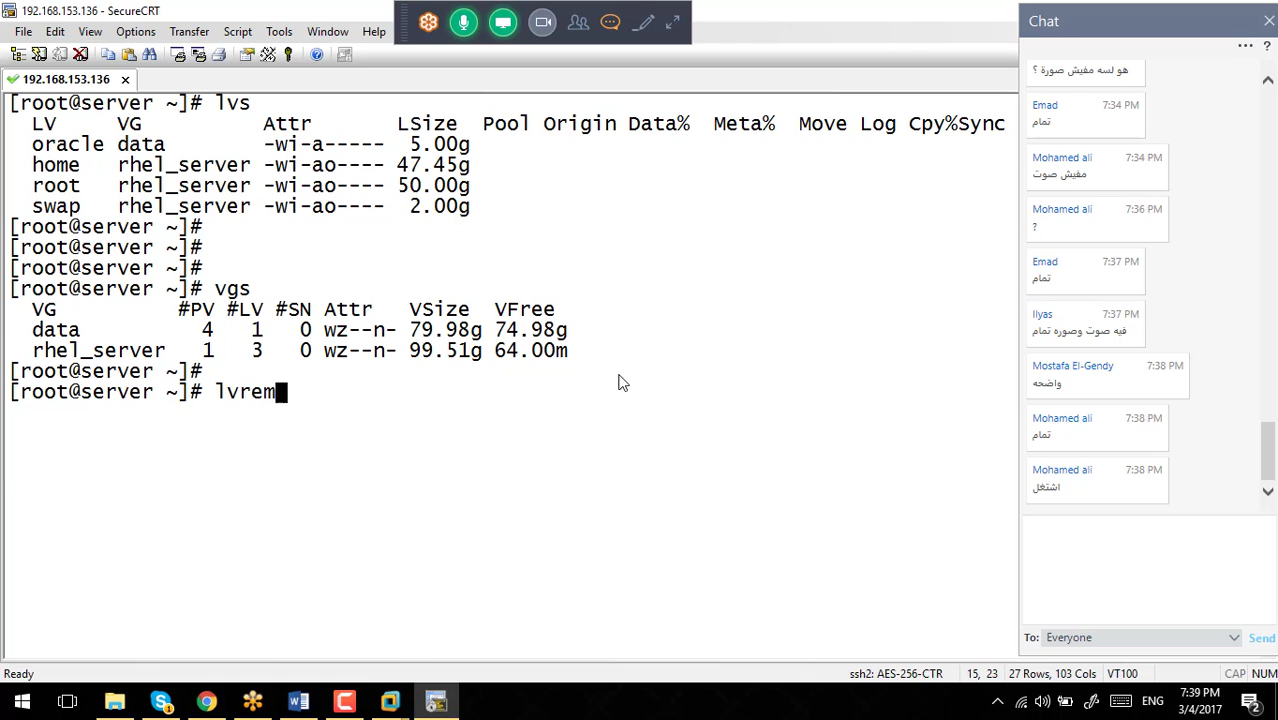 192.168.153.136 - SecureCRT
File Edit View Options Transfer Script Tools Window Help
192.168.153.136
[root@server ~]# lvs
LV VG Attr LSize Pool Origin Data% Meta% Move Log Cpy%Sync
oracle data -wi-a----- 5.00g
home rhel_server -wi-ao---- 47.45g
root rhel_server -wi-ao---- 50.00g
swap rhel_server -wi-ao---- 2.00g
[root@server ~]#
[root@server ~]#
[root@server ~]#
[root@server ~]# vgs
VG #PV #LV #SN Attr VSize VFree
data 4 1 0 wz--n- 79.98g 74.98g
rhel_server 1 3 0 wz--n- 99.51g 64.00m
[root@server ~]#
[root@server ~]# lvrem
Chat
... ?
هو لسه مفيش صورة ؟
Emad 7:34 PM
تمام
Mohamed ali 7:34 PM
مفيش صوت
Mohamed ali 7:36 PM
?
Emad 7:37 PM
تمام
Ilyas 7:37 PM
فيه صوت وصوره تمام
Mostafa El-Gendy 7:38 PM
واضحه
Mohamed ali 7:38 PM
تمام
Mohamed ali 7:38 PM
اشتغل
To: Everyone Send
Ready ssh2: AES-256-CTR 15, 23 27 Rows, 103 Cols VT100 CAP NUM
ENG 7:39 PM
3/4/2017 2